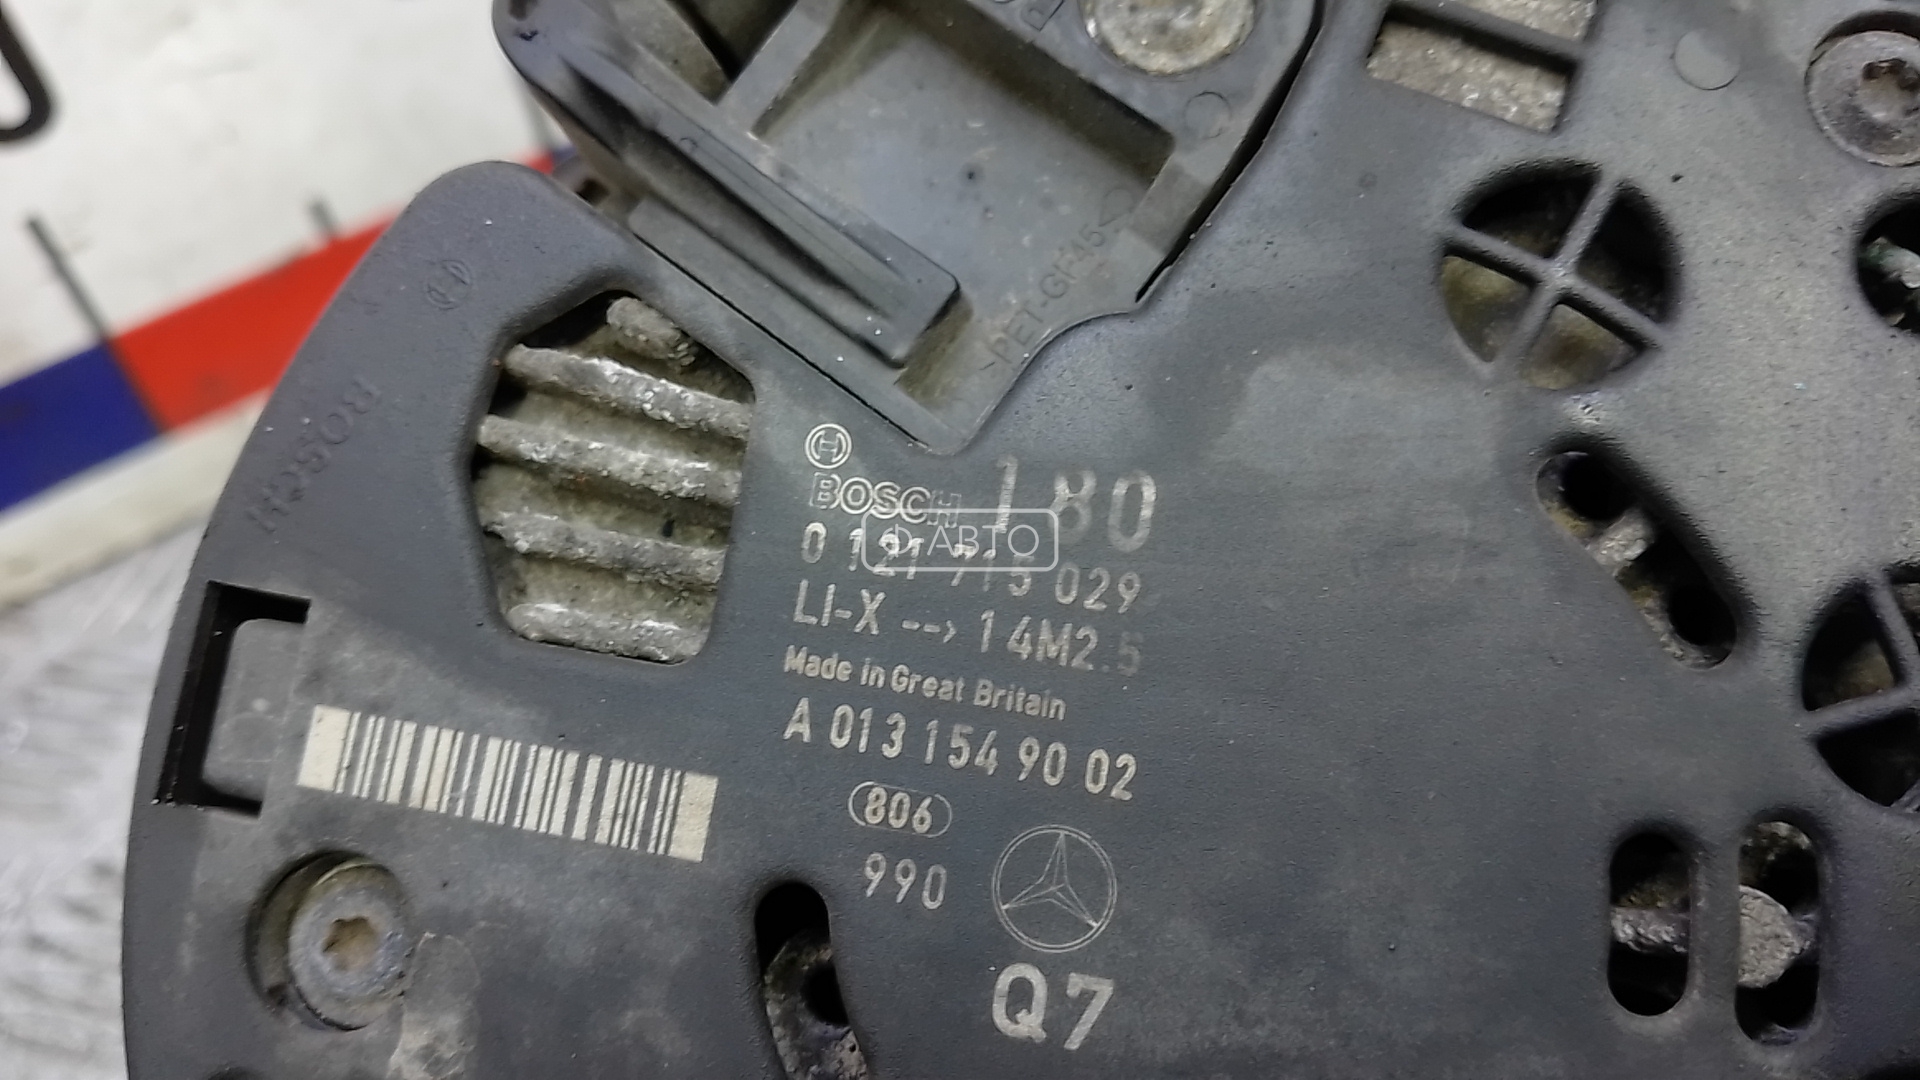 >PET-GF45<
BOSCH
BOSCH 180
0 121 715 029
Ф АВТО
LI-X --> 14M2.5
Made in Great Britain
A 013 154 90 02
806
990
Q7